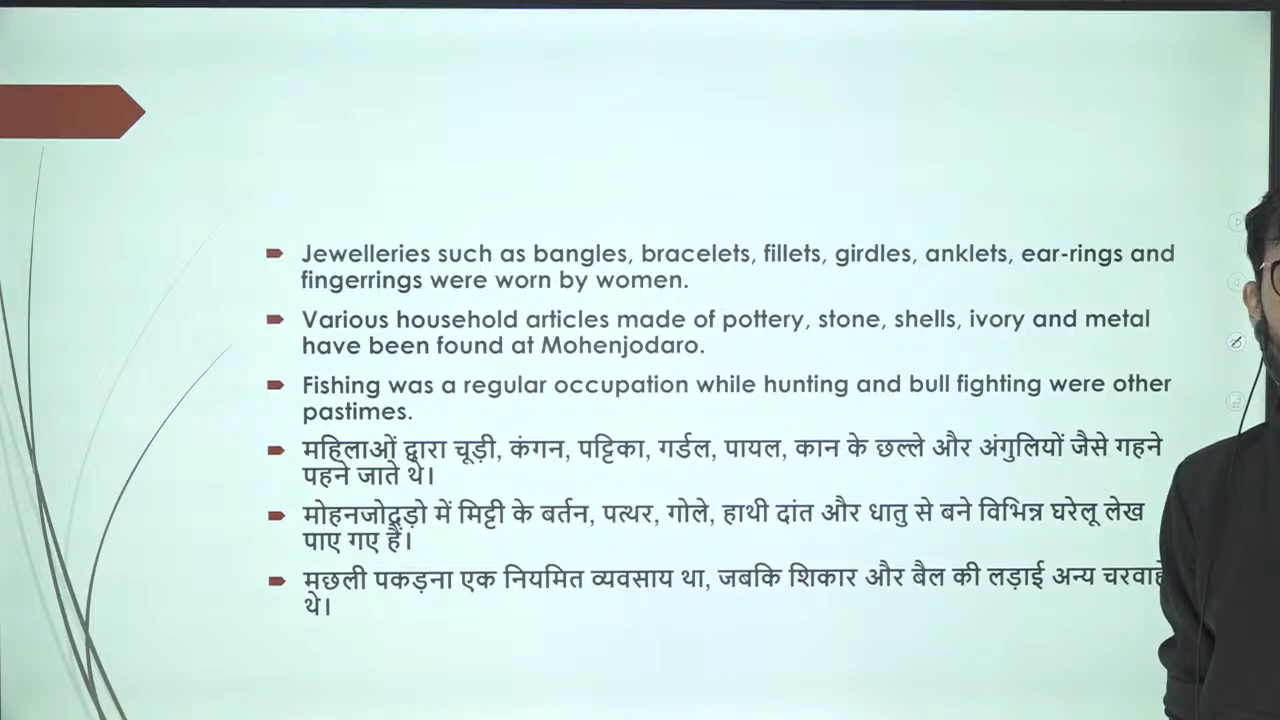 Jewelleries such as bangles, bracelets, fillets, girdles, anklets, ear-rings and
fingerrings were worn by women.
Various household articles made of pottery, stone, shells, ivory and metal
have been found at Mohenjodaro.
Fishing was a regular occupation while hunting and bull fighting were other
pastimes.
महिलाओं द्वारा चूड़ी, कंगन, पट्टिका, गर्डल, पायल, कान के छल्ले और अंगुलियों जैसे गहने
पहने जाते थे।
मोहनजोदड़ो में मिट्टी के बर्तन, पत्थर, गोले, हाथी दांत और धातु से बने विभिन्न घरेलू लेख
पाए गए हैं।
मछली पकड़ना एक नियमित व्यवसाय था, जबकि शिकार और बैल की लड़ाई अन्य
थे।